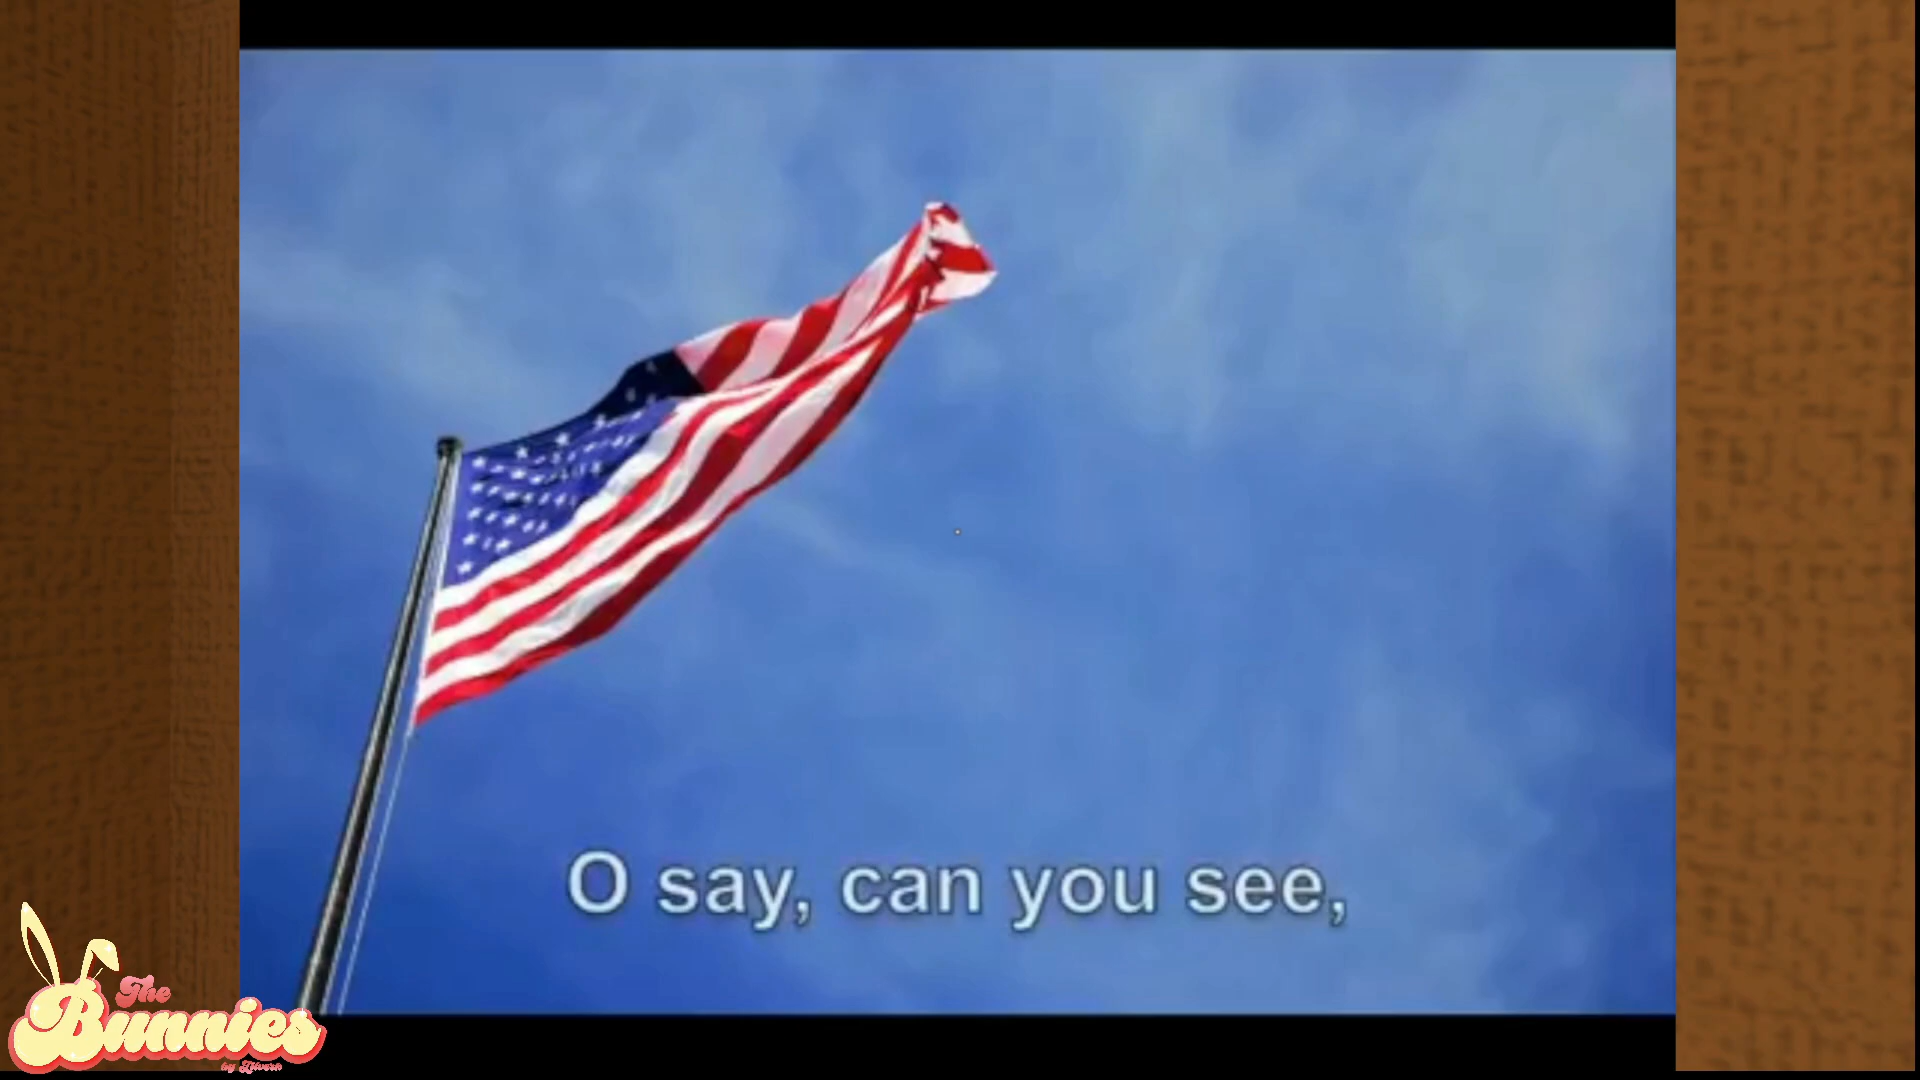 O say, can you see,
The
Bunnies